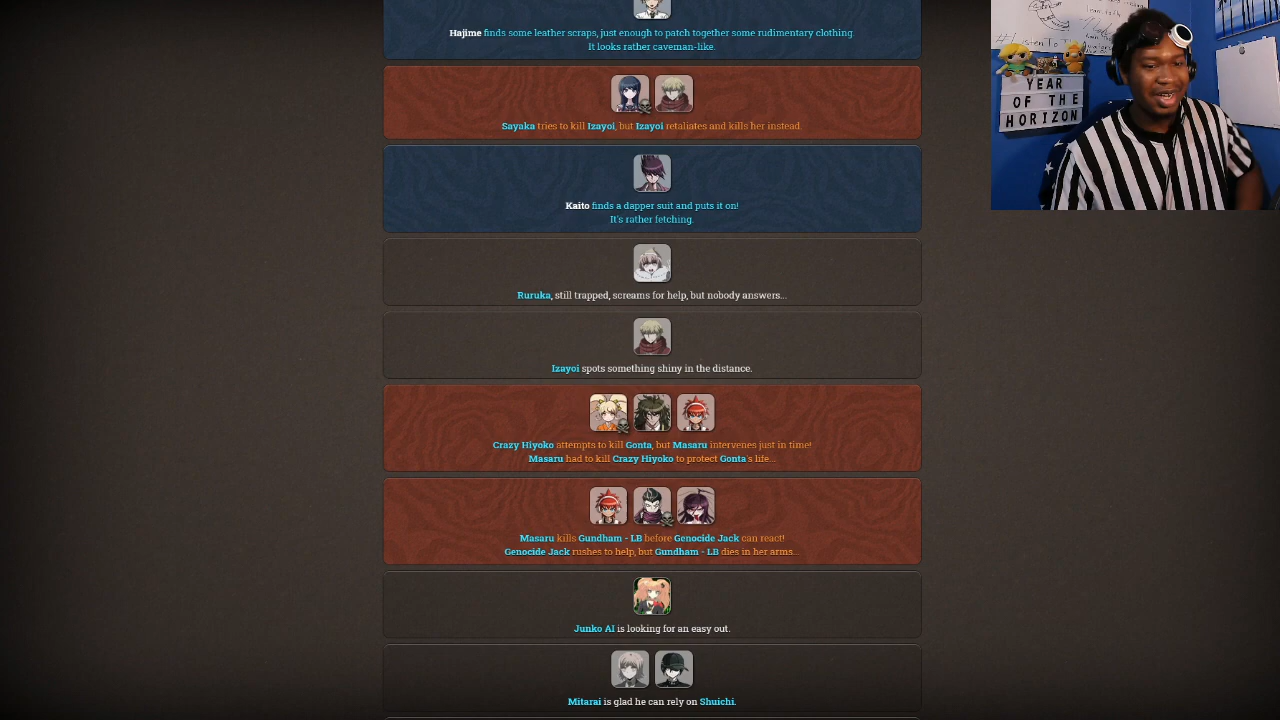 Hajime finds some leather scraps, just enough to patch together some rudimentary clothing.
It looks rather caveman-like.
Sayaka tries to kill Izayoi, but Izayoi retaliates and kills her instead.
Kaito finds a dapper suit and puts it on!
It's rather fetching.
Ruruka, still trapped, screams for help, but nobody answers...
Izayoi spots something shiny in the distance.
Crazy Hiyoko attempts to kill Gonta, but Masaru intervenes just in time!
Masaru had to kill Crazy Hiyoko to protect Gonta's life...
Masaru kills Gundham - LB before Genocide Jack can react!
Genocide Jack rushes to help, but Gundham - LB dies in her arms...
Junko AI is looking for an easy out.
Mitarai is glad he can rely on Shuichi.
YEAR
OF THE
HORIZON